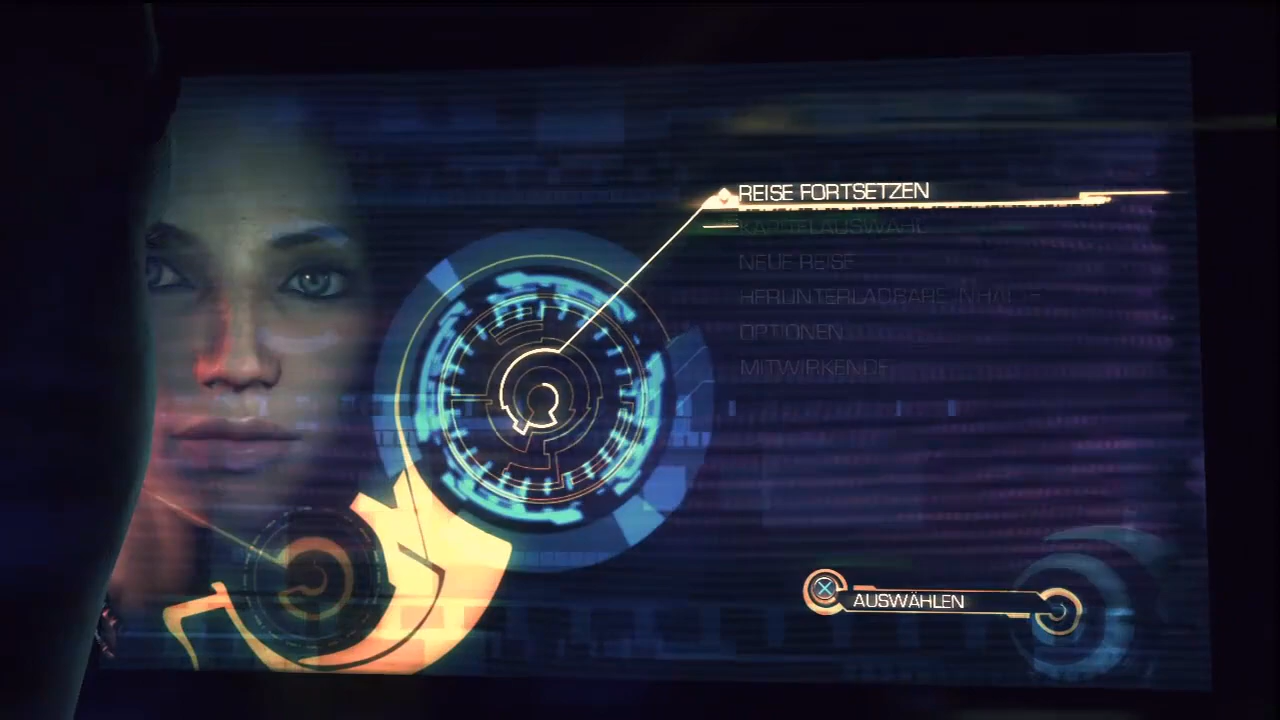 REISE FORTSETZEN
KAPITELAUSWAHL
NEUE REISE
HERUNTERLADBARE INHALTE
OPTIONEN
MITWIRKENDE
AUSWÄHLEN